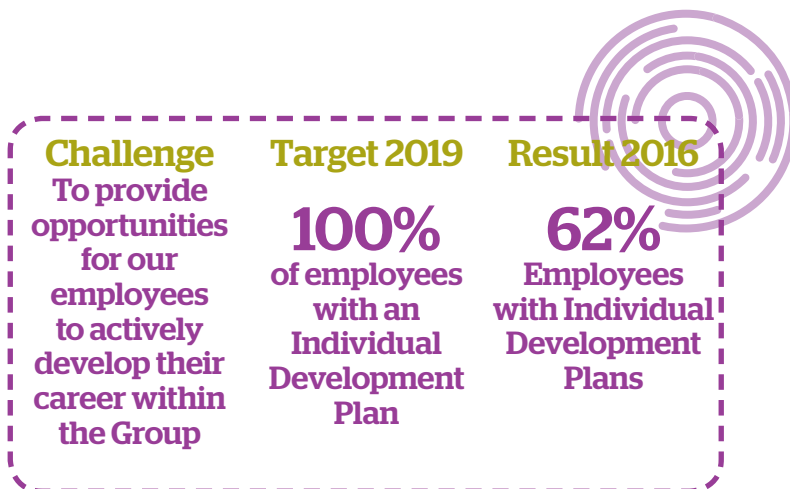 Challenge
To provide
opportunities
for our
employees
to actively
develop their
career within
the Group
Target 2019
100%
of employees
with an
Individual
Development
Plan
Result 2016
62%
Employees
with Individual
Development
Plans